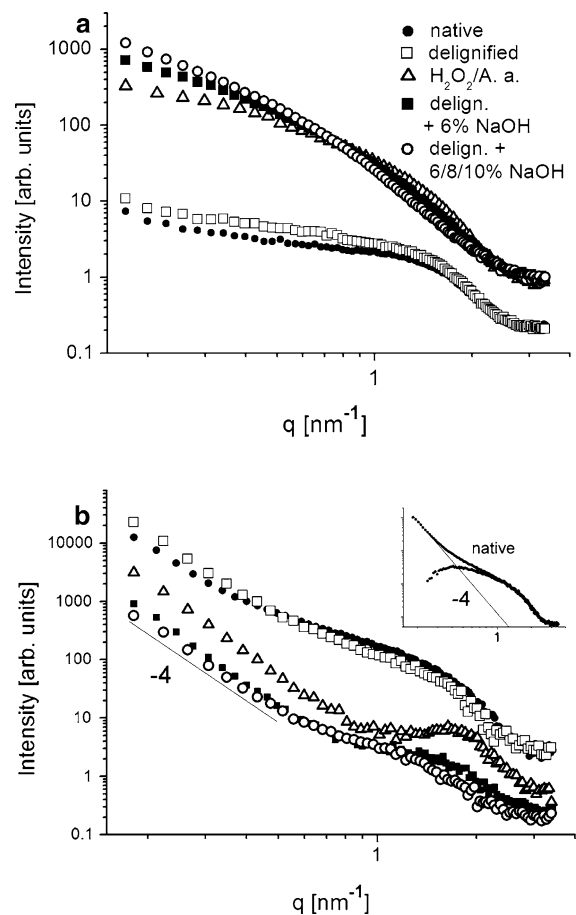 a
native
delignified
H₂O₂/A. a.
delign.
+ 6% NaOH
delign. +
6/8/10% NaOH
1000
100
10
1
0.1
Intensity [arb. units]
1
q [nm⁻¹]
b
native
-4
1
10000
1000
100
10
1
0.1
-4
Intensity [arb. units]
1
q [nm⁻¹]